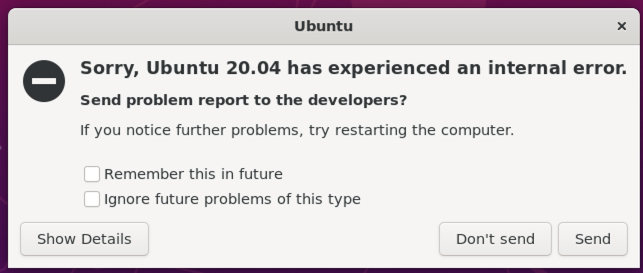 Ubuntu ×
Sorry, Ubuntu 20.04 has experienced an internal error.
Send problem report to the developers?
If you notice further problems, try restarting the computer.
Remember this in future
Ignore future problems of this type
Show Details Don't send Send